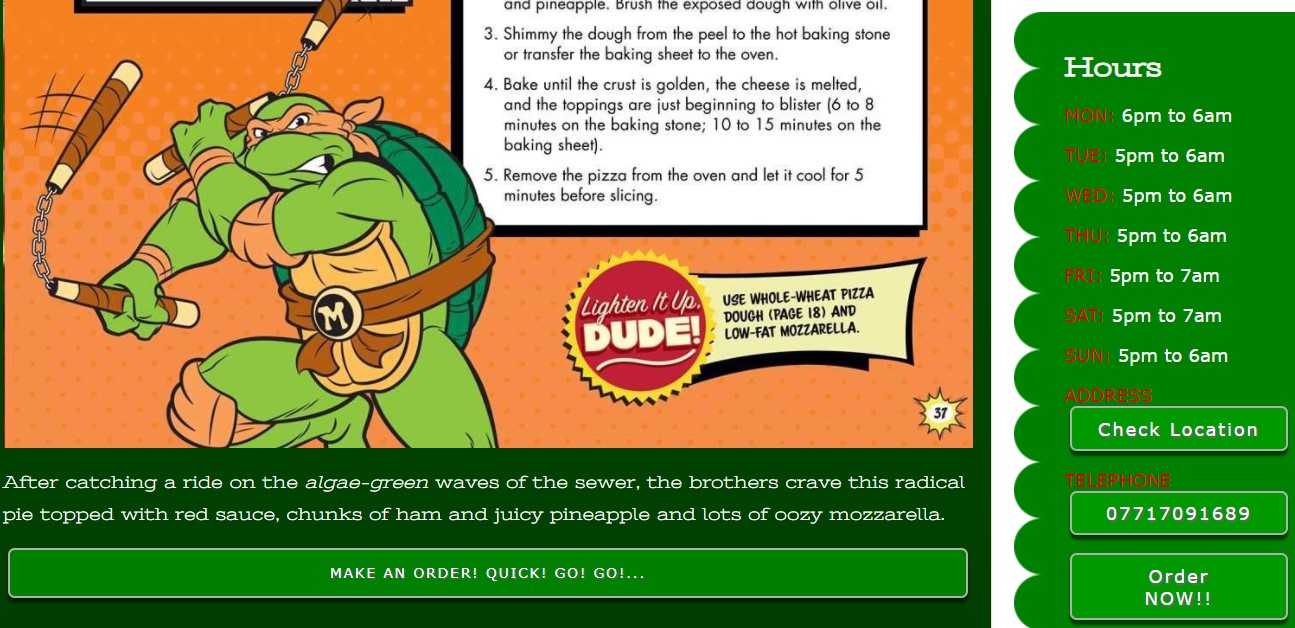 and pineapple. Brush the exposed dough with olive oil.
3. Shimmy the dough from the peel to the hot baking stone
or transfer the baking sheet to the oven.
4. Bake until the crust is golden, the cheese is melted,
and the toppings are just beginning to blister (6 to 8
minutes on the baking stone; 10 to 15 minutes on the
baking sheet).
5. Remove the pizza from the oven and let it cool for 5
minutes before slicing.
M
Lighten It Up,
DUDE!
USE WHOLE-WHEAT PIZZA
DOUGH (PAGE 18) AND
LOW-FAT MOZZARELLA.
37
After catching a ride on the algae-green waves of the sewer, the brothers crave this radical
pie topped with red sauce, chunks of ham and juicy pineapple and lots of oozy mozzarella.
MAKE AN ORDER! QUICK! GO! GO!...
Hours
MON: 6pm to 6am
TUE: 5pm to 6am
WED: 5pm to 6am
THU: 5pm to 6am
FRI: 5pm to 7am
SAT: 5pm to 7am
SUN: 5pm to 6am
ADDRESS
Check Location
TELEPHONE
07717091689
Order
NOW!!